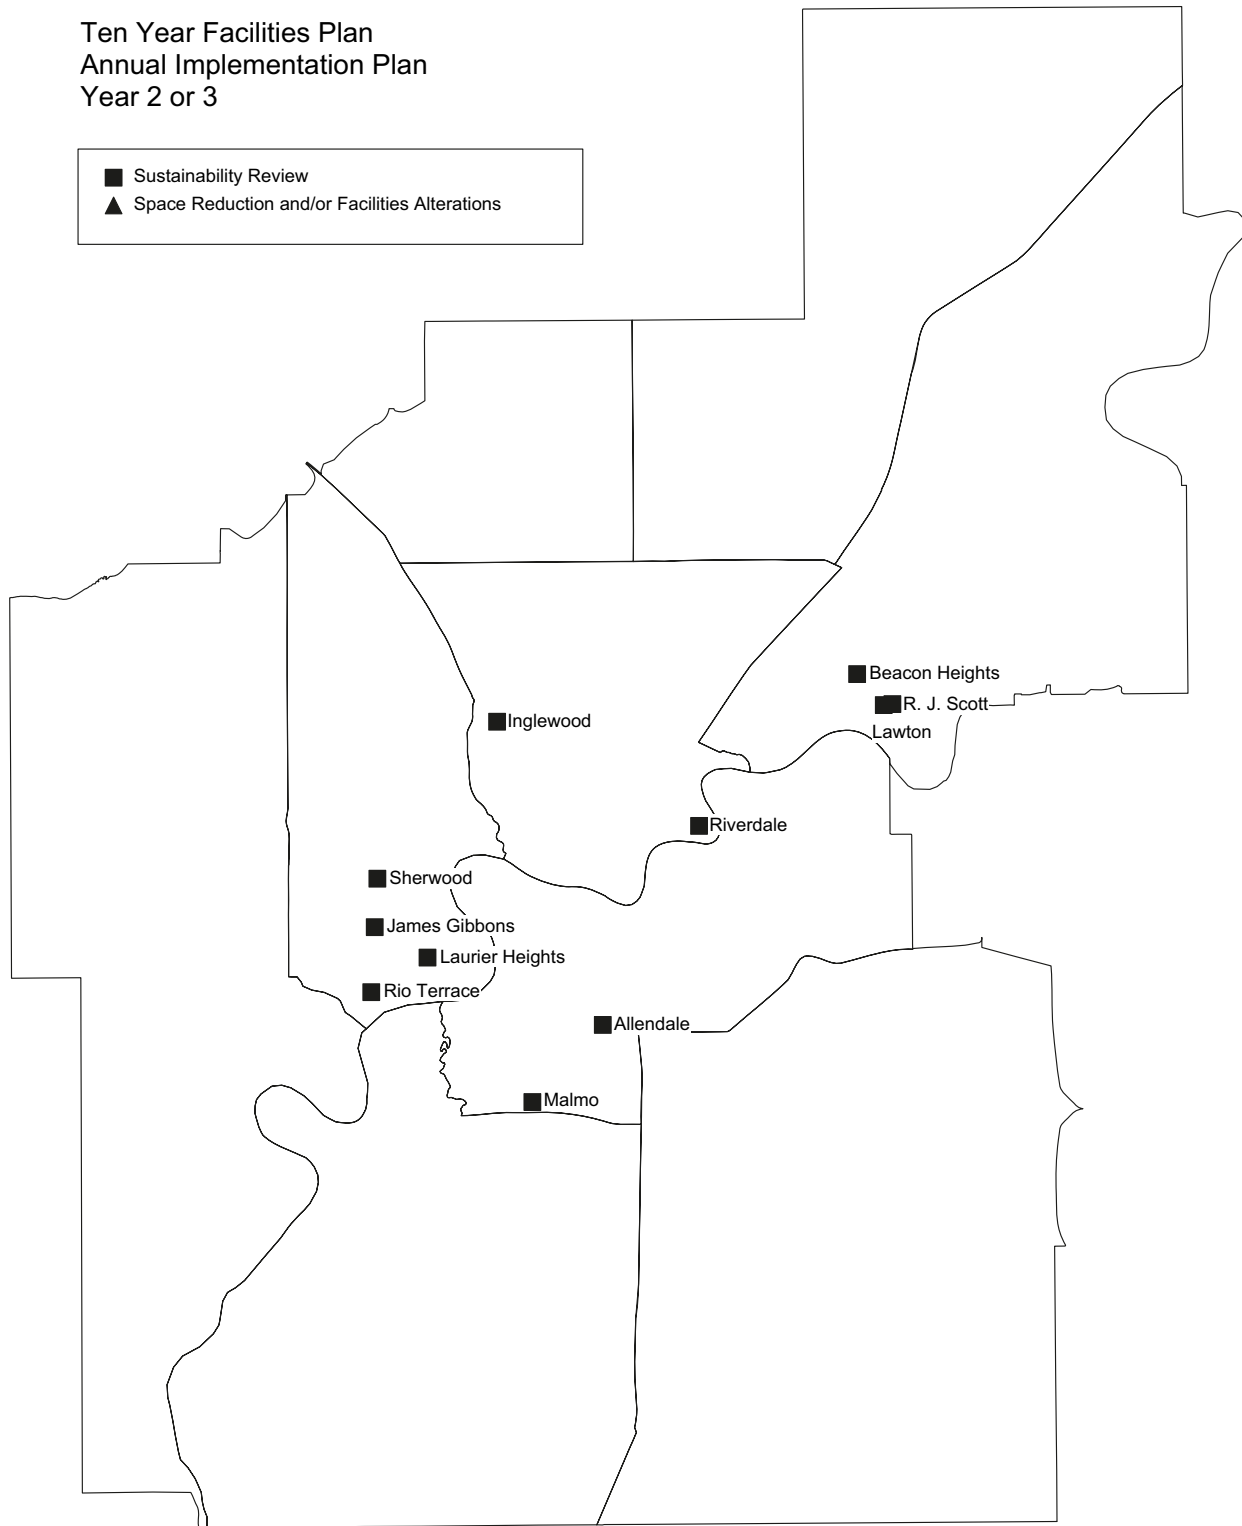 Ten Year Facilities Plan
Annual Implementation Plan
Year 2 or 3
Sustainability Review
Space Reduction and/or Facilities Alterations
Beacon Heights
R. J. Scott
Lawton
Inglewood
Riverdale
Sherwood
James Gibbons
Laurier Heights
Rio Terrace
Allendale
Malmo